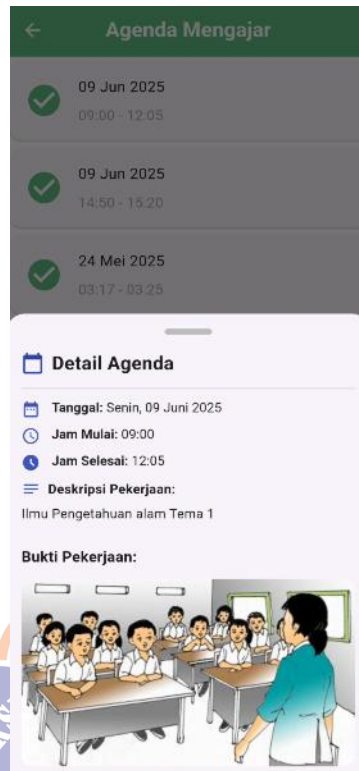 Agenda Mengajar
09 Jun 2025
09:00 - 12:05
09 Jun 2025
14:50 - 15.20
24 Mei 2025
03:17 - 03.25
Detail Agenda
Tanggal: Senin, 09 Juni 2025
Jam Mulai: 09:00
Jam Selesai: 12:05
Deskripsi Pekerjaan:
Ilmu Pengetahuan alam Tema 1
Bukti Pekerjaan: